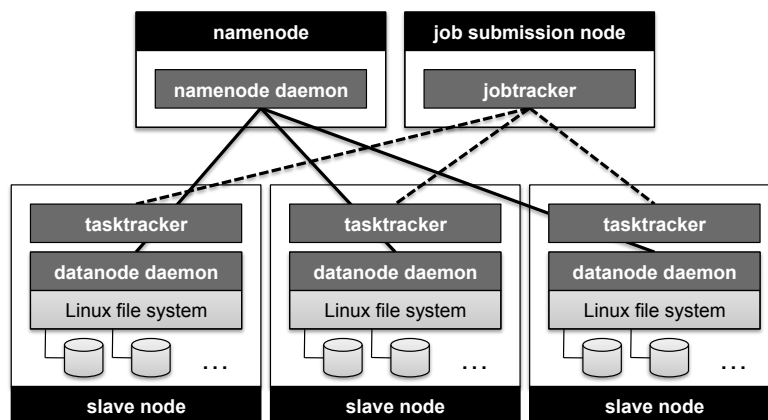 namenode
job submission node
namenode daemon
jobtracker
tasktracker
tasktracker
tasktracker
datanode daemon
datanode daemon
datanode daemon
Linux file system
Linux file system
Linux file system
...
...
...
slave node
slave node
slave node